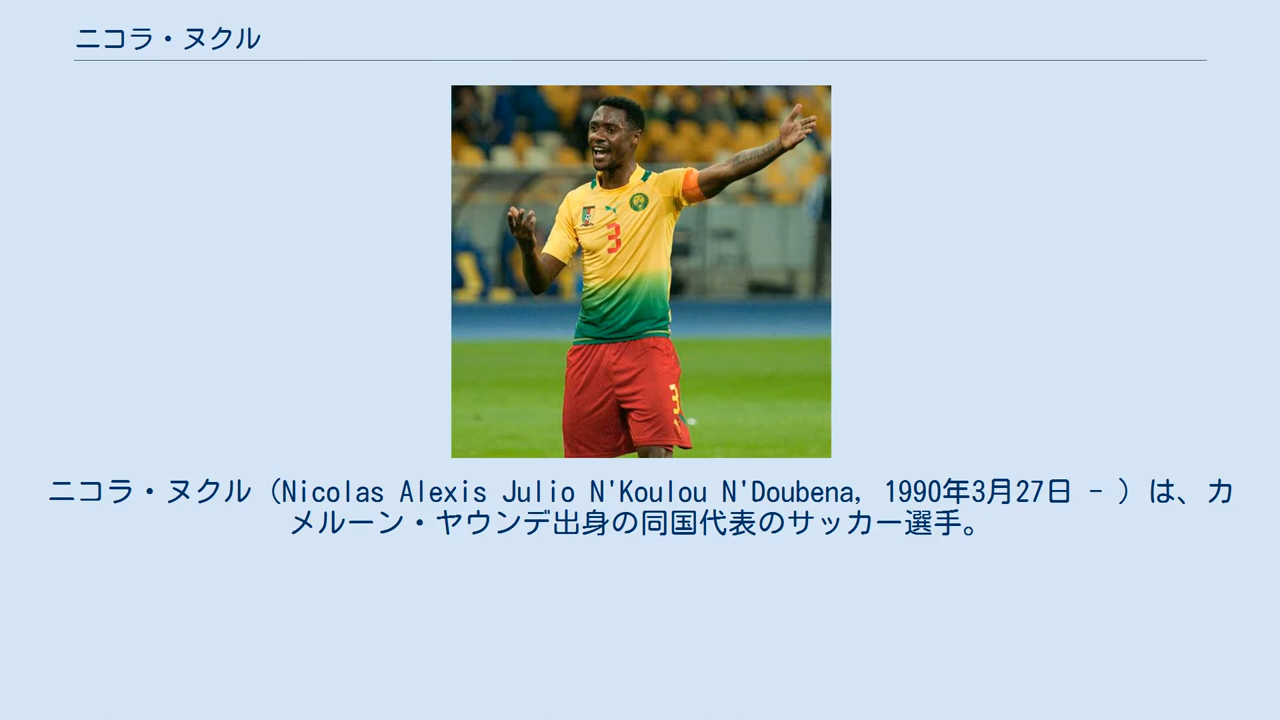 ニコラ・ヌクル
3
3
ニコラ・ヌクル（Nicolas Alexis Julio N'Koulou N'Doubena, 1990年3月27日 - ）は、カ
メルーン・ヤウンデ出身の同国代表のサッカー選手。